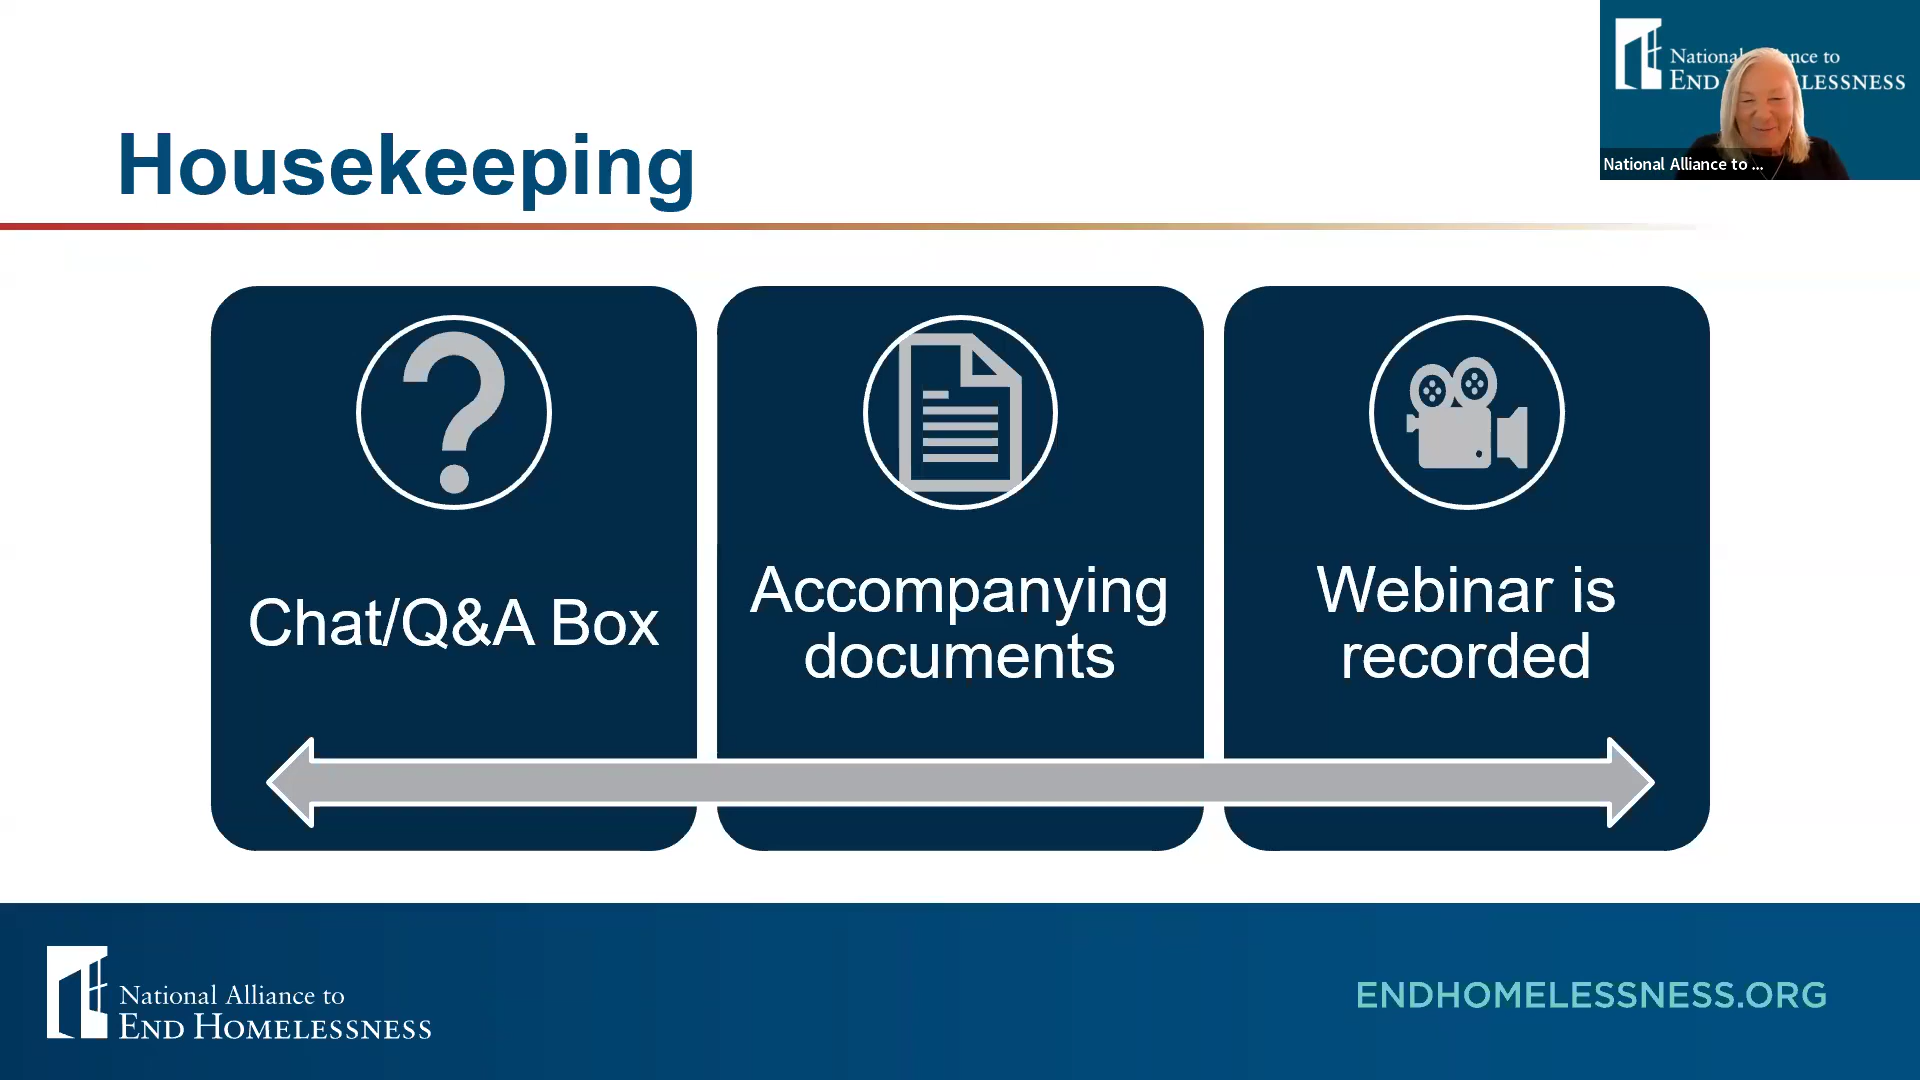 National Alliance to
END HOMELESSNESS
National Alliance to ...
Housekeeping
Chat/Q&A Box
Accompanying
documents
Webinar is
recorded
National Alliance to
END HOMELESSNESS
ENDHOMELESSNESS.ORG